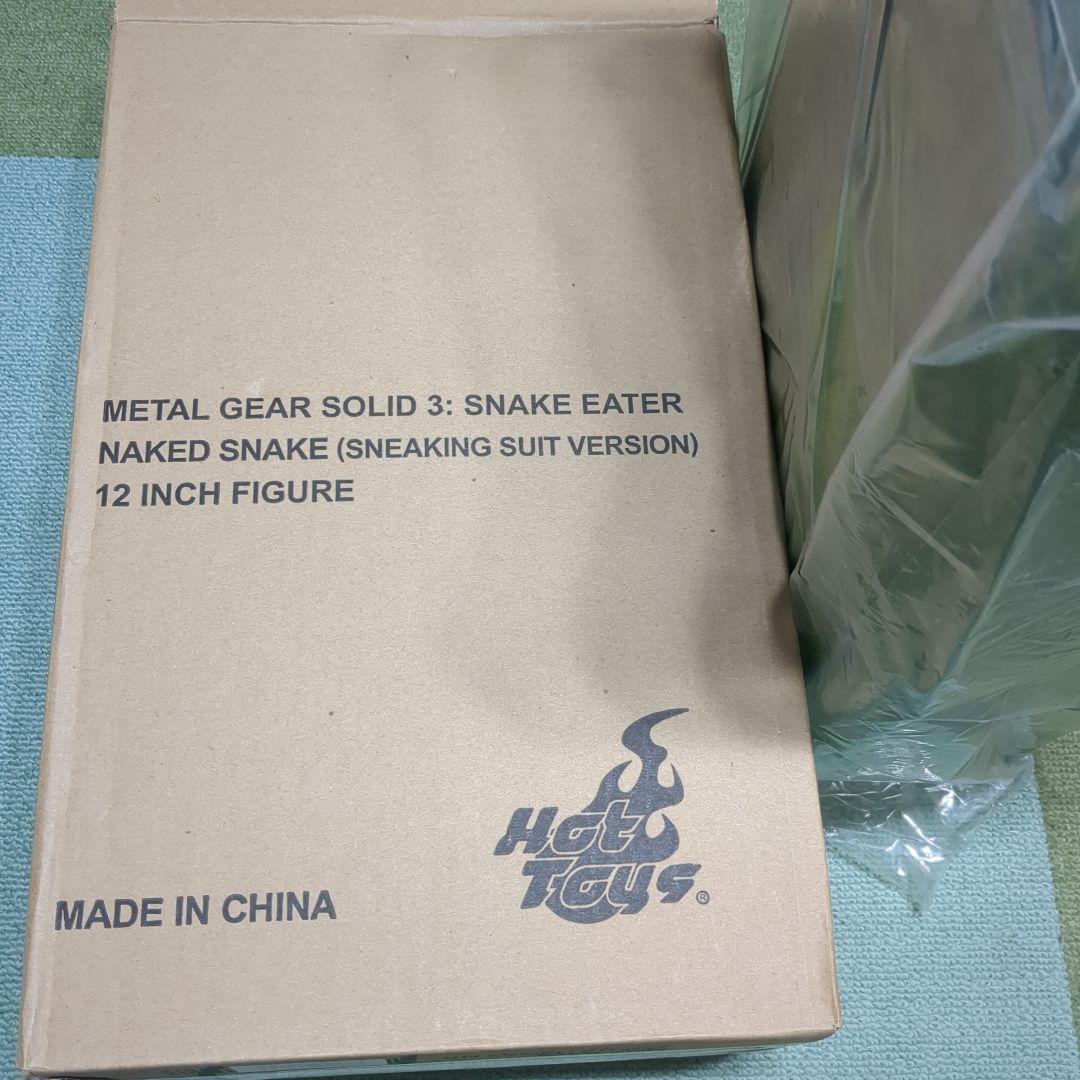 METAL GEAR SOLID 3: SNAKE EATER
NAKED SNAKE (SNEAKING SUIT VERSION)
12 INCH FIGURE
Hot
Toys®
MADE IN CHINA